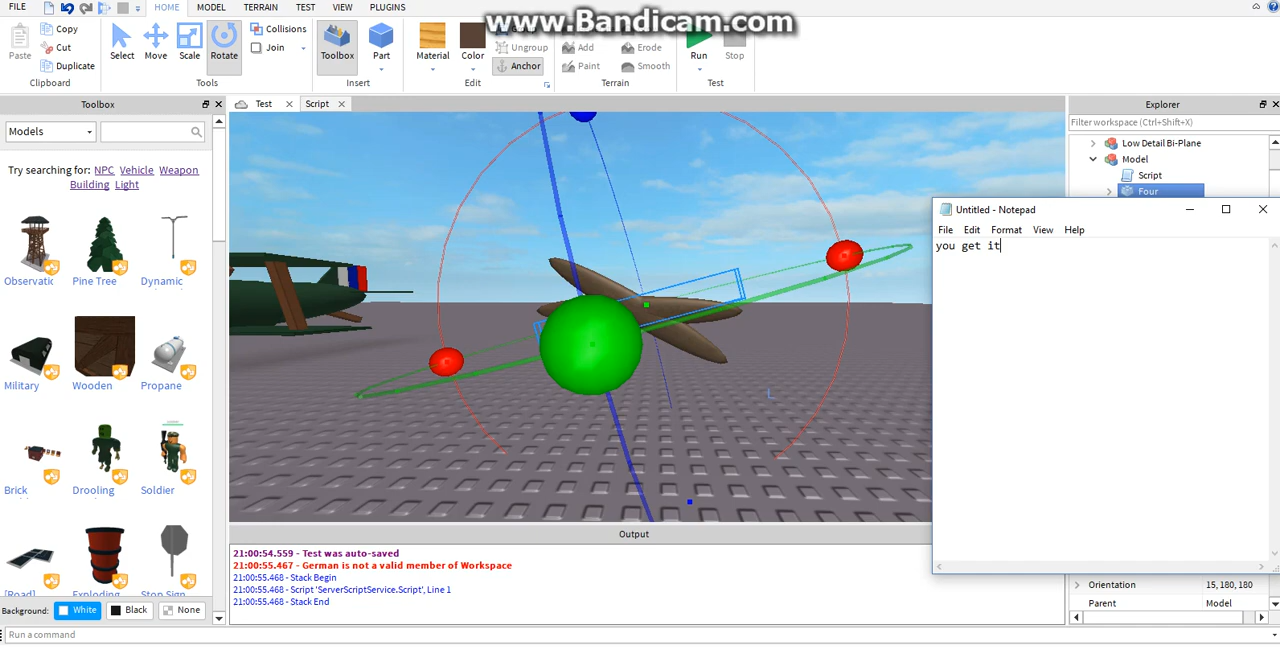 FILE HOME MODEL TERRAIN TEST VIEW PLUGINS
www.Bandicam.com
Paste
Copy
Cut
Duplicate
Clipboard
Select
Move
Scale
Rotate
Collisions
Join
Tools
Toolbox
Part
Insert
Material
Color
Ungroup
Anchor
Edit
Add
Erode
Paint
Smooth
Terrain
Run
Stop
Test
Toolbox
Test
Script
Explorer
Models
Filter workspace (Ctrl+Shift+X)
Low Detail Bi-Plane
Model
Script
Four
Try searching for: NPC Vehicle Weapon
Building Light
Observatic
Pine Tree
Dynamic
Military
Wooden
Propane
Brick
Drooling
Soldier
[Road]
Exploding
Stop Sign
Background: White Black None
Untitled - Notepad
File Edit Format View Help
you get it
L
Output
21:00:54.559 - Test was auto-saved
21:00:55.467 - German is not a valid member of Workspace
21:00:55.468 - Stack Begin
21:00:55.468 - Script 'ServerScriptService.Script', Line 1
21:00:55.468 - Stack End
Orientation 15, 180, 180
Parent Model
Run a command